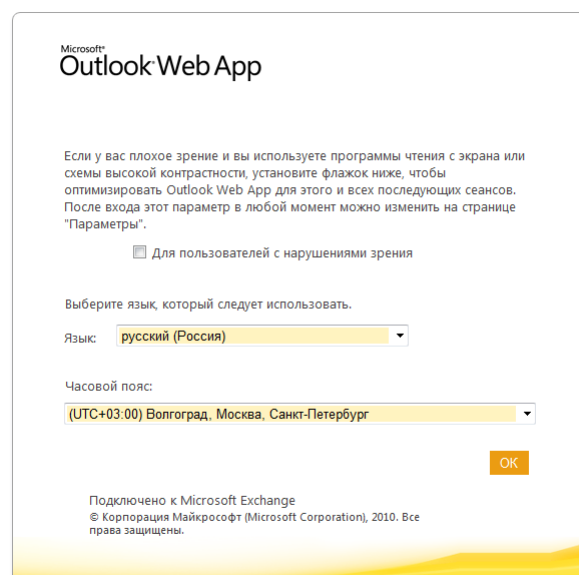 Microsoft®
Outlook Web App
Если у вас плохое зрение и вы используете программы чтения с экрана или
схемы высокой контрастности, установите флажок ниже, чтобы
оптимизировать Outlook Web App для этого и всех последующих сеансов.
После входа этот параметр в любой момент можно изменить на странице
"Параметры".
Для пользователей с нарушениями зрения
Выберите язык, который следует использовать.
Язык: русский (Россия)
Часовой пояс:
(UTC+03:00) Волгоград, Москва, Санкт-Петербург
OK
Подключено к Microsoft Exchange
© Корпорация Майкрософт (Microsoft Corporation), 2010. Все
права защищены.